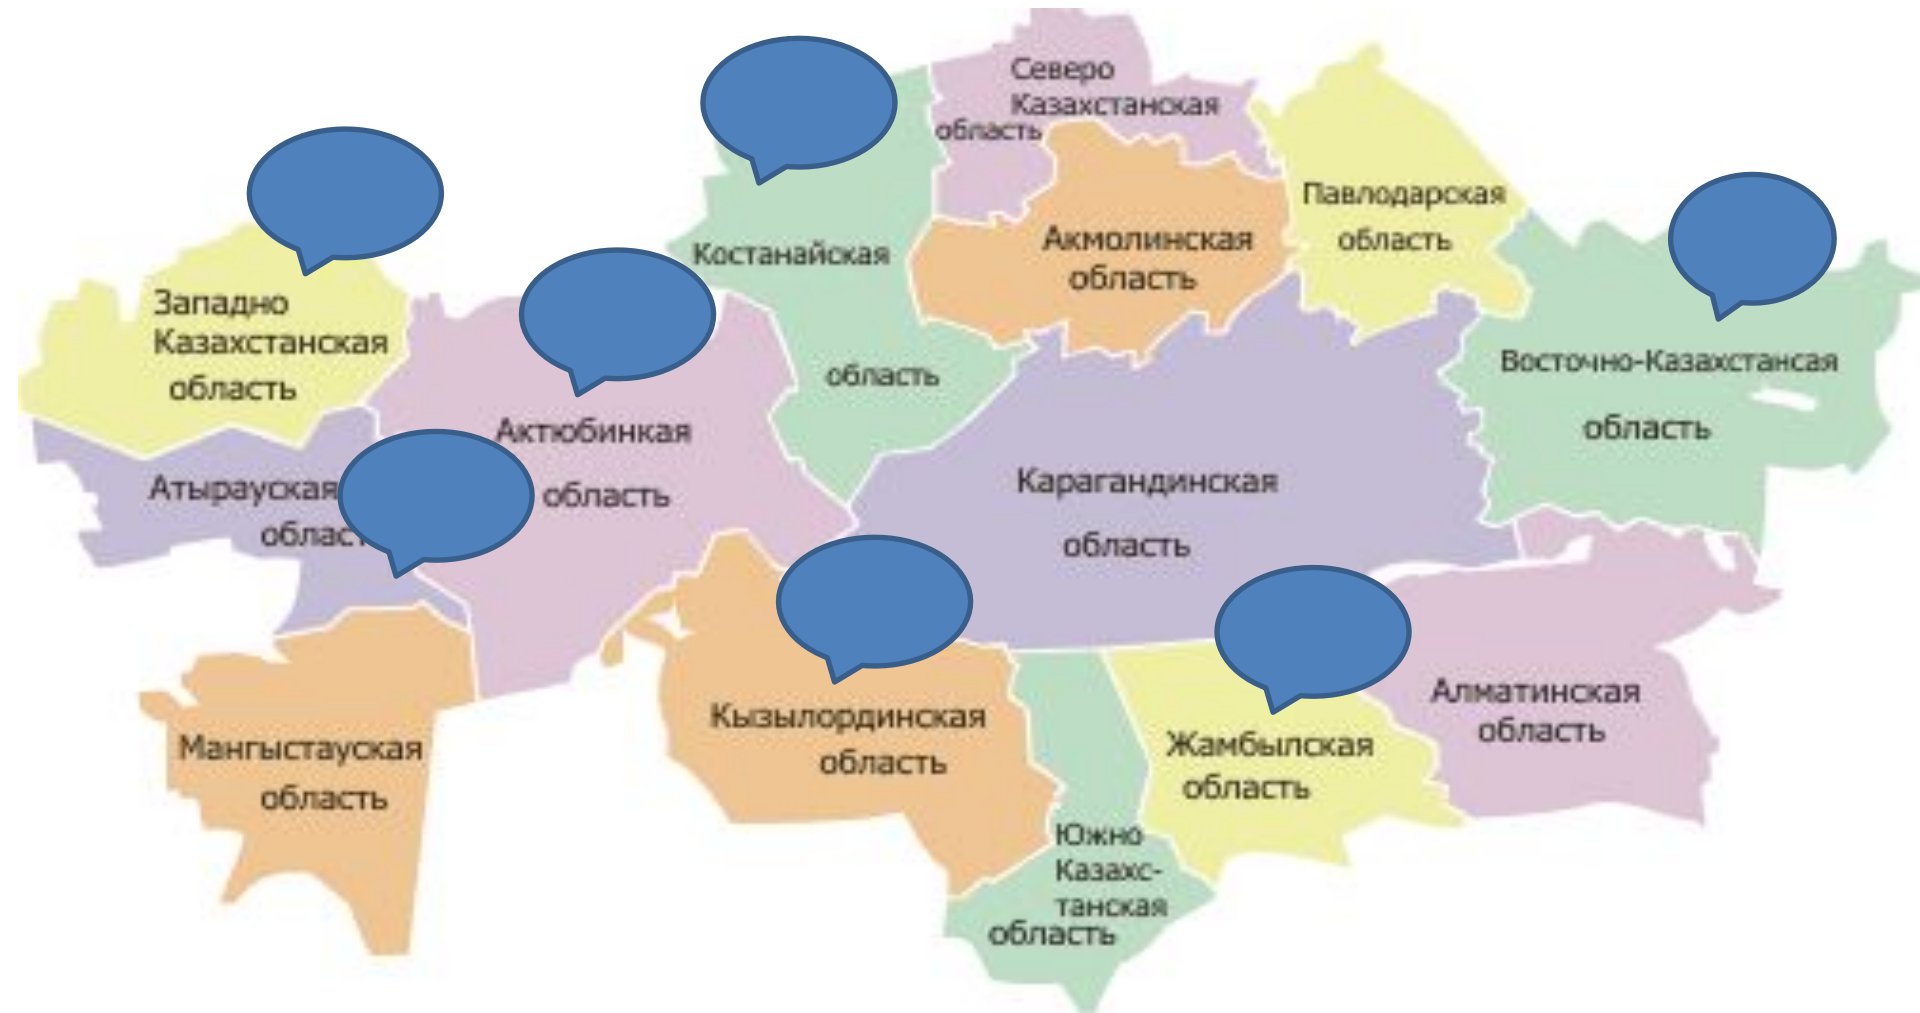 Северо
Казахстанская
область
Павлодарская
область
Акмолинская
область
Костанайская
область
Западно
Казахстанская
область
Восточно-Казахстансая
область
Актюбинкая
область
Атырауская
област
Карагандинская
область
Мангыстауская
область
Кызылординская
область
Жамбылская
область
Алматинская
область
Южно
Казахс-
танская
область